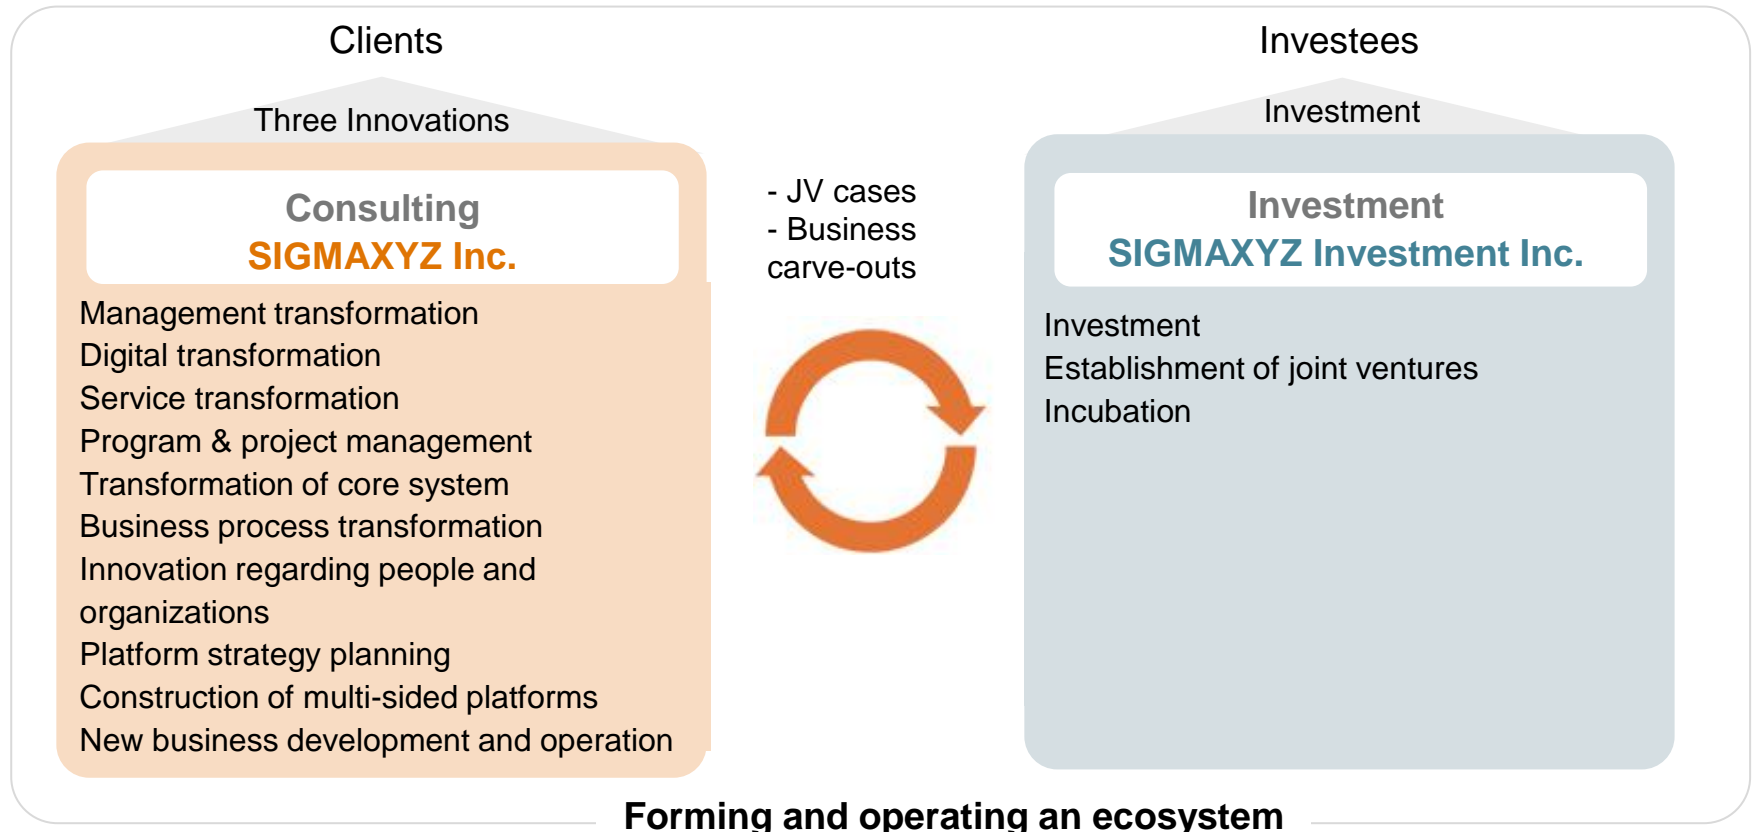 Clients
Three Innovations
Consulting
SIGMAXYZ Inc.
Management transformation
Digital transformation
Service transformation
Program & project management
Transformation of core system
Business process transformation
Innovation regarding people and
organizations
Platform strategy planning
Construction of multi-sided platforms
New business development and operation
- JV cases
- Business
carve-outs
Investees
Investment
Investment
SIGMAXYZ Investment Inc.
Investment
Establishment of joint ventures
Incubation
Forming and operating an ecosystem